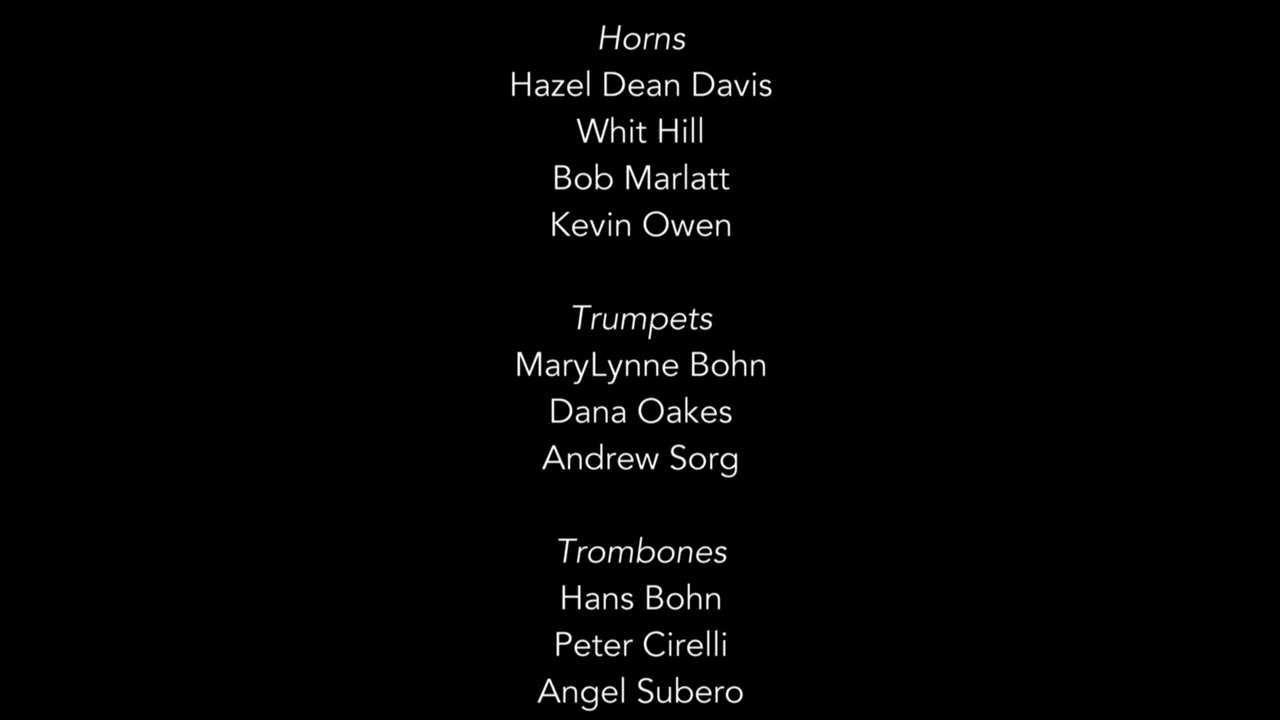 Horns
Hazel Dean Davis
Whit Hill
Bob Marlatt
Kevin Owen
Trumpets
MaryLynne Bohn
Dana Oakes
Andrew Sorg
Trombones
Hans Bohn
Peter Cirelli
Angel Subero